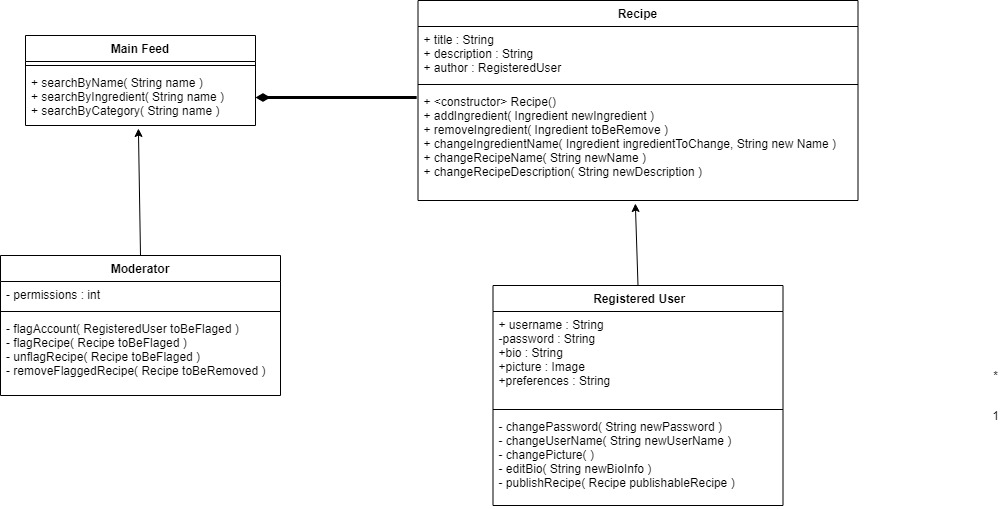 Main Feed
+ searchByName( String name )
+ searchByIngredient( String name )
+ searchByCategory( String name )
Recipe
+ title : String
+ description : String
+ author : RegisteredUser
+ <constructor> Recipe()
+ addIngredient( Ingredient newIngredient )
+ removeIngredient( Ingredient toBeRemove )
+ changeIngredientName( Ingredient ingredientToChange, String new Name )
+ changeRecipeName( String newName )
+ changeRecipeDescription( String newDescription )
Moderator
- permissions : int
- flagAccount( RegisteredUser toBeFlaged )
- flagRecipe( Recipe toBeFlaged )
- unflagRecipe( Recipe toBeFlaged )
- removeFlaggedRecipe( Recipe toBeRemoved )
Registered User
+ username : String
-password : String
+bio : String
+picture : Image
+preferences : String
- changePassword( String newPassword )
- changeUserName( String newUserName )
- changePicture( )
- editBio( String newBioInfo )
- publishRecipe( Recipe publishableRecipe )
*
1